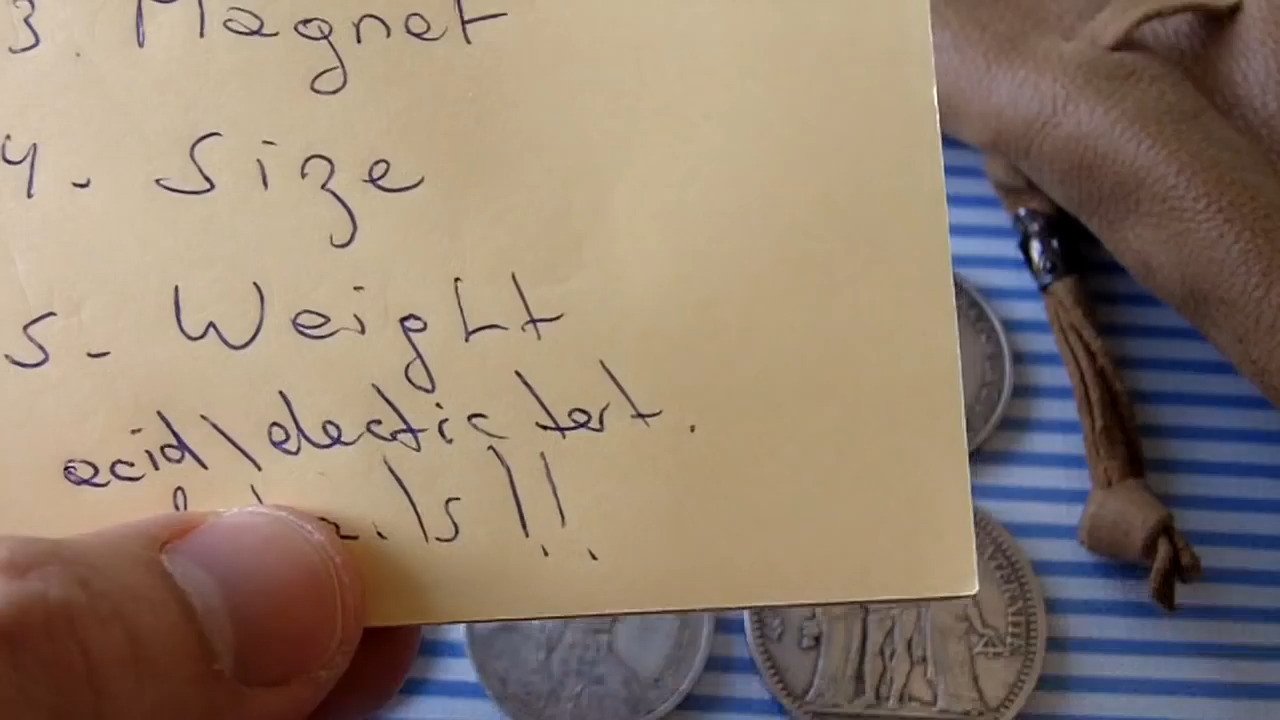 3. Magnet
4. Size
5. Weight
acid\electic test.
!!